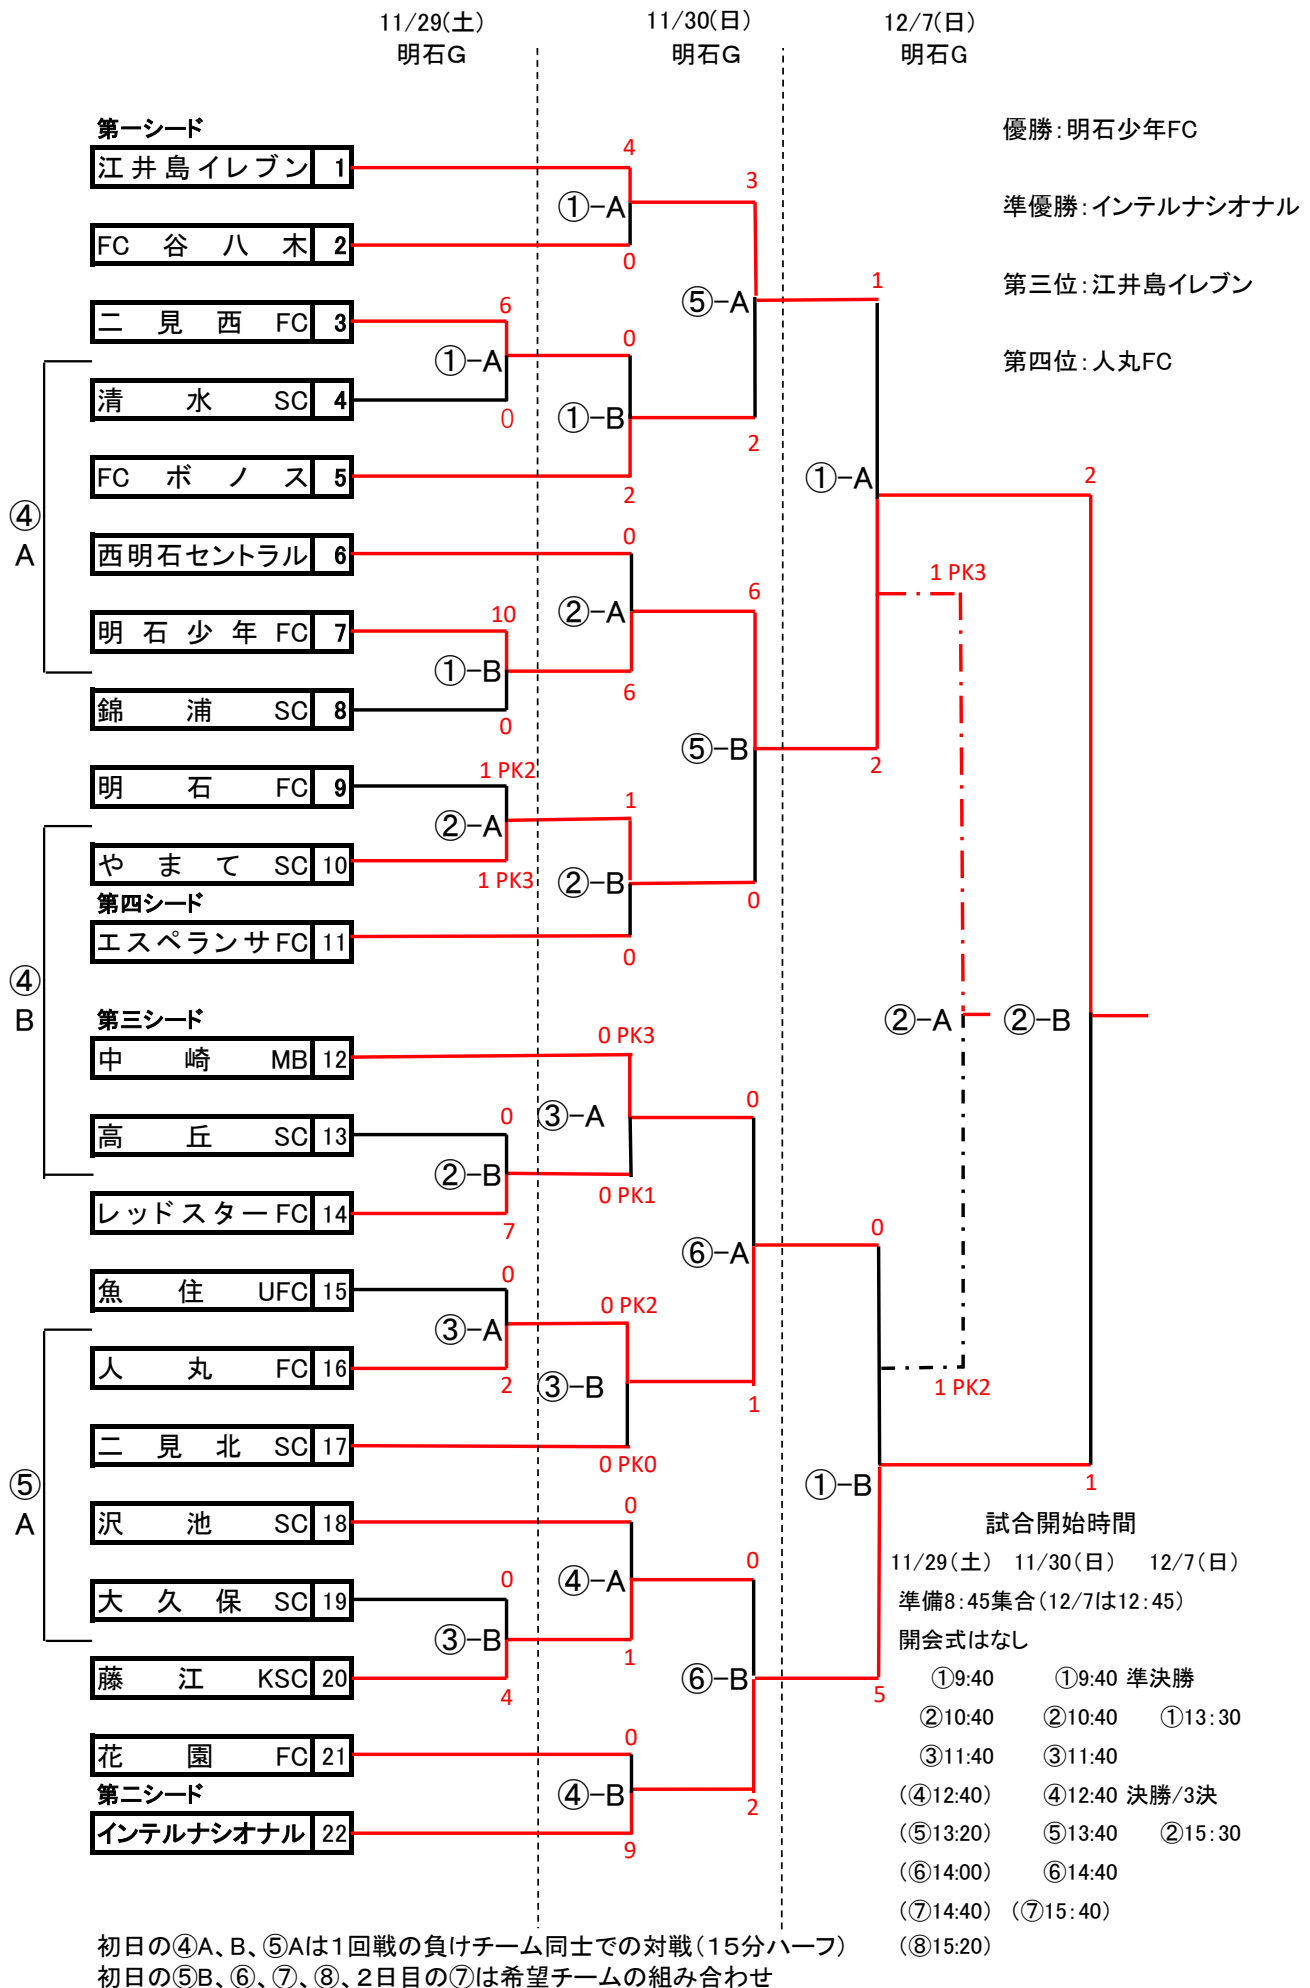 11/29(土) 11/30(日) 12/7(日)
明石G 明石G 明石G
優勝：明石少年FC
準優勝：インテルナシオナル
第三位：江井島イレブン
第四位：人丸FC
第一シード
江井島イレブン 1
FC 谷八木 2
二見西 FC 3
清水 SC 4
FC ボノス 5
西明石セントラル 6
明石少年 FC 7
錦浦 SC 8
明石 FC 9
やまて SC 10
第四シード
エスペランサ FC 11
第三シード
中崎 MB 12
高丘 SC 13
レッドスター FC 14
魚住 UFC 15
人丸 FC 16
二見北 SC 17
沢池 SC 18
大久保 SC 19
藤江 KSC 20
花園 FC 21
第二シード
インテルナシオナル 22
④
A
④
B
⑤
A
6
①-A
0
10
①-B
0
1 PK2
②-A
1 PK3
0
②-B
7
0
③-A
2
0
③-B
4
4
①-A
0
0
①-B
2
0
②-A
6
1
②-B
0
0 PK3
③-A
0 PK1
0 PK2
③-B
0 PK0
0
④-A
1
0
④-B
9
3
⑤-A
2
6
⑤-B
0
0
⑥-A
1
0
⑥-B
2
1
①-A
2
0
①-B
5
1 PK3
②-A
1 PK2
2
②-B
1
試合開始時間
11/29(土) 11/30(日) 12/7(日)
準備8:45集合(12/7は12:45)
開会式はなし
①9:40 ①9:40 準決勝
②10:40 ②10:40 ①13:30
③11:40 ③11:40
(④12:40) ④12:40 決勝/3決
(⑤13:20) ⑤13:40 ②15:30
(⑥14:00) ⑥14:40
(⑦14:40) (⑦15:40)
(⑧15:20)
初日の④A、B、⑤Aは1回戦の負けチーム同士での対戦(15分ハーフ)
初日の⑤B、⑥、⑦、⑧、2日目の⑦は希望チームの組み合わせ